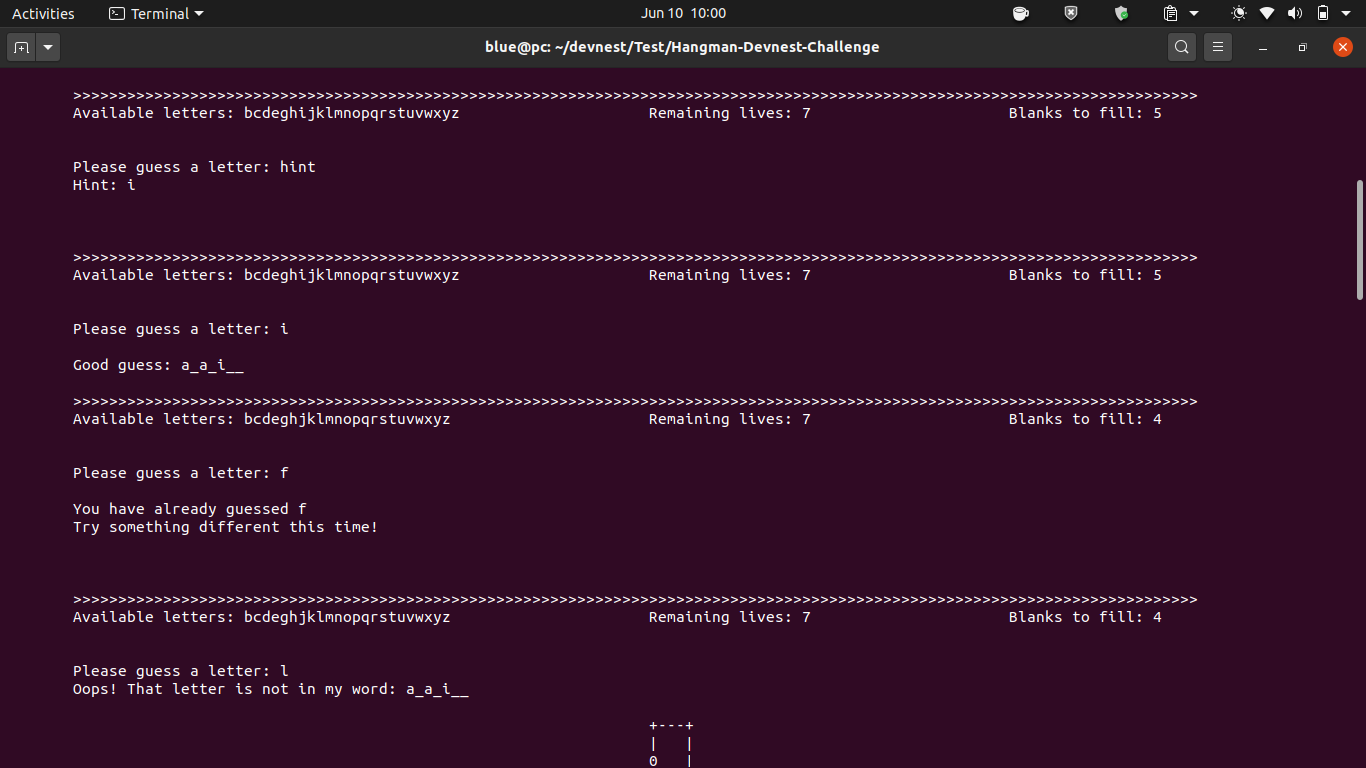 Activities Terminal Jun 10 10:00
blue@pc: ~/devnest/Test/Hangman-Devnest-Challenge
>>>>>>>>>>>>>>>>>>>>>>>>>>>>>>>>>>>>>>>>>>>>>>>>>>>>>>>>>>>>>>>>>>>>>>>>>>>>>>>>>>>>>>>>>>>>>>>>>>>>>>>>>>>>>>>>>>>>>>>>>>>>>
Available letters: bcdeghijklmnopqrstuvwxyz Remaining lives: 7 Blanks to fill: 5
Please guess a letter: hint
Hint: i
>>>>>>>>>>>>>>>>>>>>>>>>>>>>>>>>>>>>>>>>>>>>>>>>>>>>>>>>>>>>>>>>>>>>>>>>>>>>>>>>>>>>>>>>>>>>>>>>>>>>>>>>>>>>>>>>>>>>>>>>>>>>>
Available letters: bcdeghijklmnopqrstuvwxyz Remaining lives: 7 Blanks to fill: 5
Please guess a letter: i
Good guess: a_a_i__
>>>>>>>>>>>>>>>>>>>>>>>>>>>>>>>>>>>>>>>>>>>>>>>>>>>>>>>>>>>>>>>>>>>>>>>>>>>>>>>>>>>>>>>>>>>>>>>>>>>>>>>>>>>>>>>>>>>>>>>>>>>>>
Available letters: bcdeghjklmnopqrstuvwxyz Remaining lives: 7 Blanks to fill: 4
Please guess a letter: f
You have already guessed f
Try something different this time!
>>>>>>>>>>>>>>>>>>>>>>>>>>>>>>>>>>>>>>>>>>>>>>>>>>>>>>>>>>>>>>>>>>>>>>>>>>>>>>>>>>>>>>>>>>>>>>>>>>>>>>>>>>>>>>>>>>>>>>>>>>>>>
Available letters: bcdeghjklmnopqrstuvwxyz Remaining lives: 7 Blanks to fill: 4
Please guess a letter: l
Oops! That letter is not in my word: a_a_i__
+---+
|   |
0   |